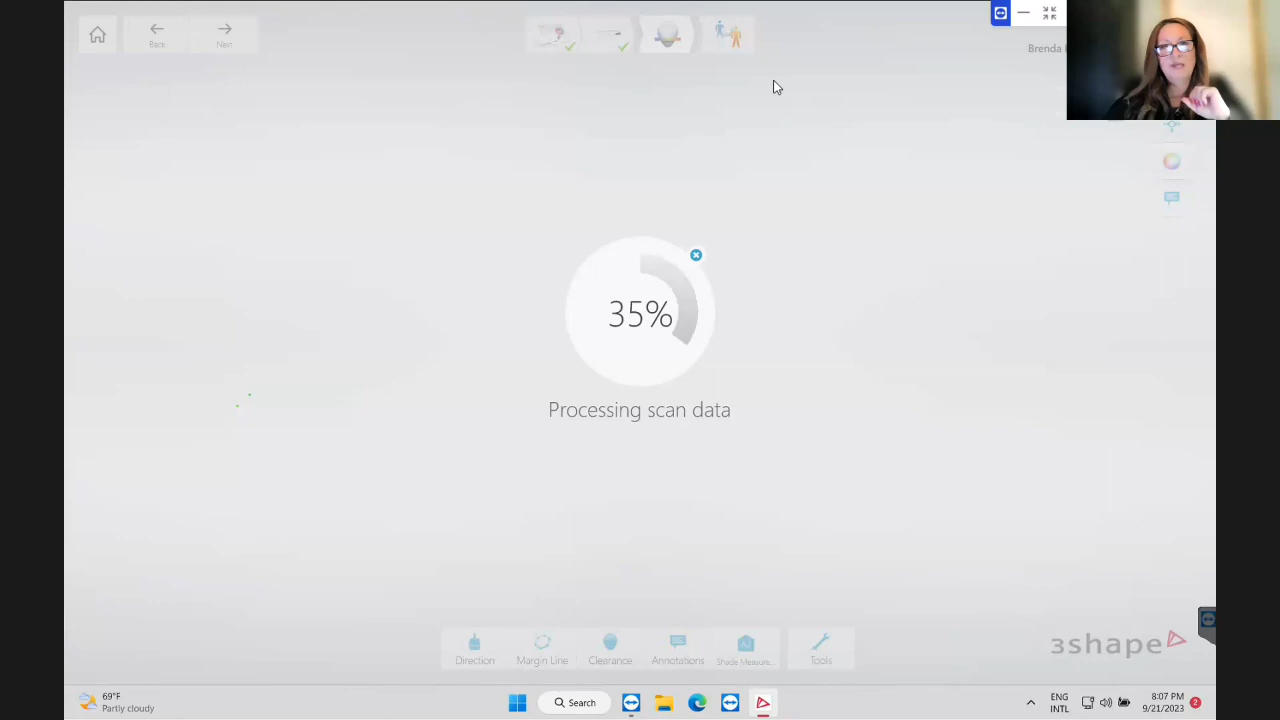 Back
Next
Brenda
35%
Processing scan data
Direction
Margin Line
Clearance
Annotations
Shade Measure...
Tools
3shape
69°F
Partly cloudy
Search
ENG
INTL
8:07 PM
9/21/2023
2